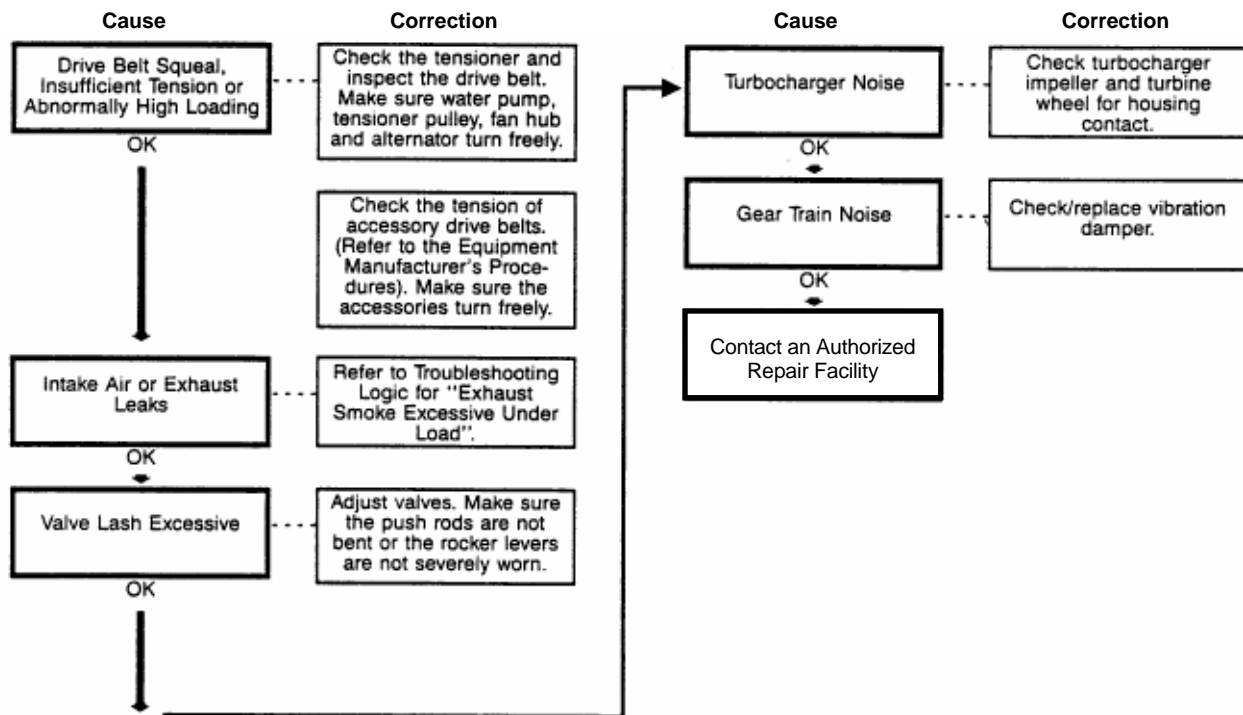 Cause
Correction
Drive Belt Squeal,
Insufficient Tension or
Abnormally High Loading
OK
Check the tensioner and
inspect the drive belt.
Make sure water pump,
tensioner pulley, fan hub
and alternator turn freely.
Check the tension of
accessory drive belts.
(Refer to the Equipment
Manufacturer's Proce-
dures). Make sure the
accessories turn freely.
Intake Air or Exhaust
Leaks
OK
Refer to Troubleshooting
Logic for "Exhaust
Smoke Excessive Under
Load".
Valve Lash Excessive
OK
Adjust valves. Make sure
the push rods are not
bent or the rocker levers
are not severely worn.
Cause
Correction
Turbocharger Noise
OK
Check turbocharger
impeller and turbine
wheel for housing
contact.
Gear Train Noise
OK
Check/replace vibration
damper.
Contact an Authorized
Repair Facility